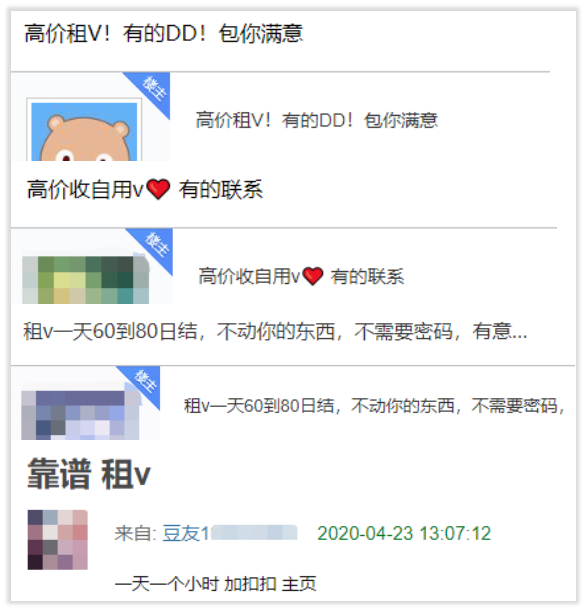 高价租V！有的DD！包你满意
楼主
高价租V！有的DD！包你满意
高价收自用v❤ 有的联系
楼主
高价收自用v❤ 有的联系
租v一天60到80日结，不动你的东西，不需要密码，有意...
楼主
租v一天60到80日结，不动你的东西，不需要密码，
靠谱 租v
来自: 豆友1 2020-04-23 13:07:12
一天一个小时 加扣扣 主页